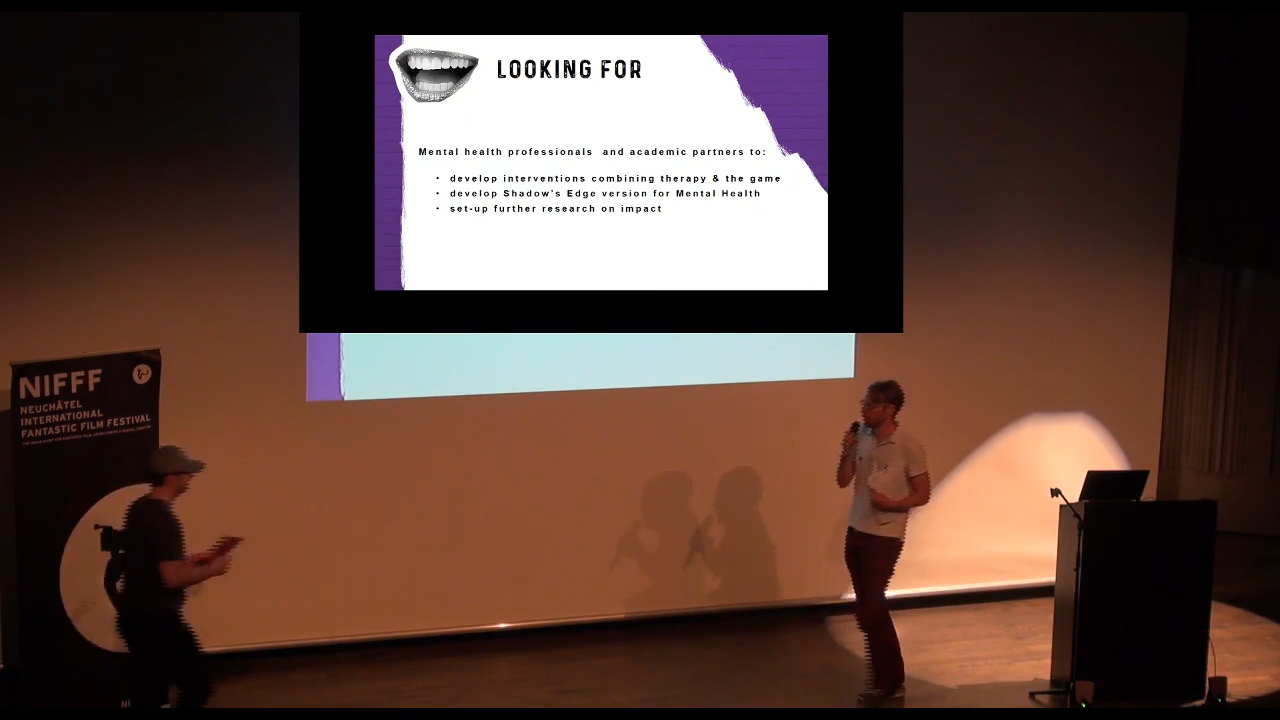 LOOKING FOR
Mental health professionals and academic partners to:
• develop interventions combining therapy & the game
• develop Shadow's Edge version for Mental Health
• set-up further research on impact
NIFFF
NEUCHÂTEL
INTERNATIONAL
FANTASTIC FILM FESTIVAL
NI